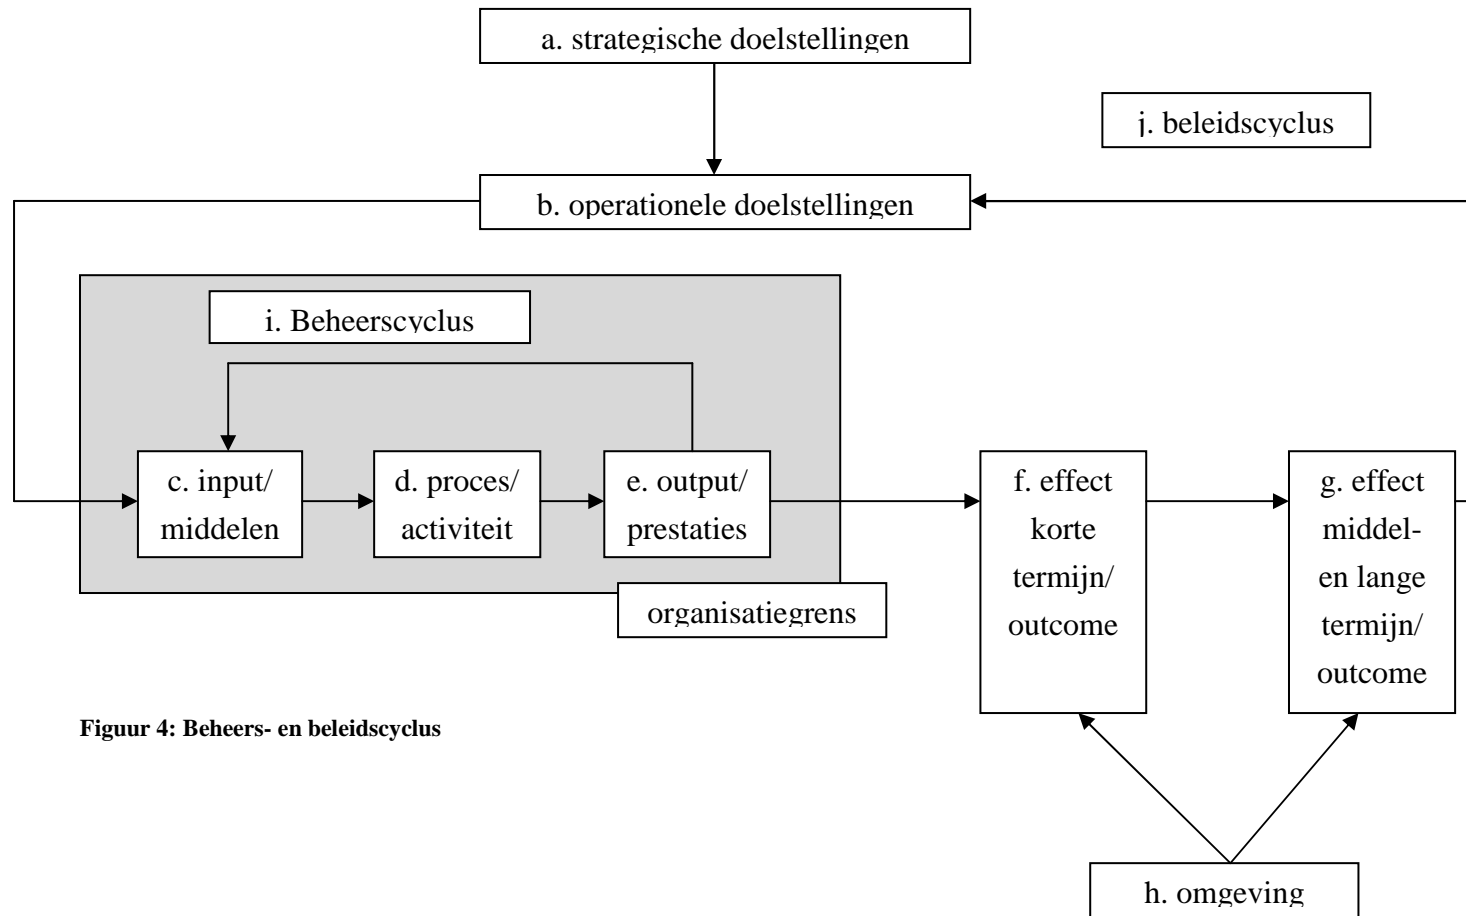 a. strategische doelstellingen
j. beleidscyclus
b. operationele doelstellingen
i. Beheerscyclus
c. input/
middelen
d. proces/
activiteit
e. output/
prestaties
f. effect
korte
termijn/
outcome
g. effect
middel-
en lange
termijn/
outcome
organisatiegrens
Figuur 4: Beheers- en beleidscyclus
h. omgeving